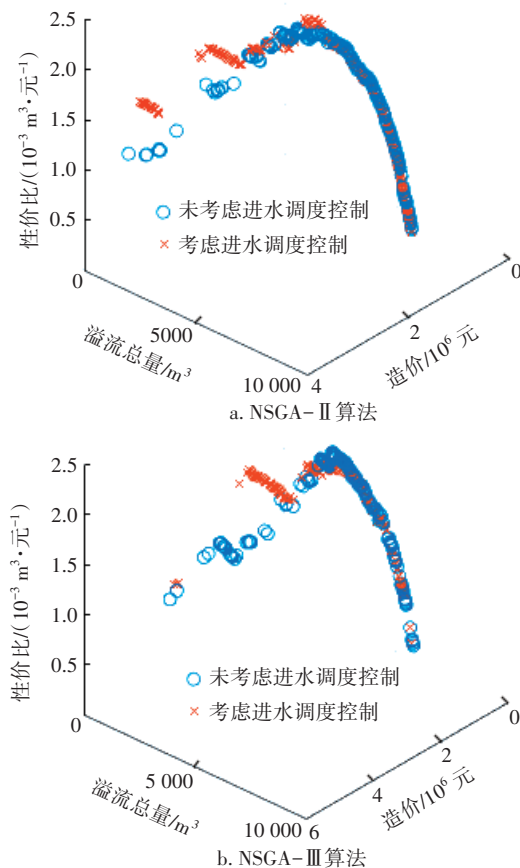 2.5
2.0
1.5
1.0
0.5
0
性价比/(10⁻³ m³·元⁻¹)
未考虑进水调度控制
考虑进水调度控制
5000
10 000
溢流总量/m³
4
2
0
造价/10⁶ 元
a. NSGA-Ⅱ算法
2.5
2.0
1.5
1.0
0.5
0
性价比/(10⁻³ m³·元⁻¹)
未考虑进水调度控制
考虑进水调度控制
5 000
10 000
溢流总量/m³
6
4
2
0
造价/10⁶ 元
b. NSGA-Ⅲ算法